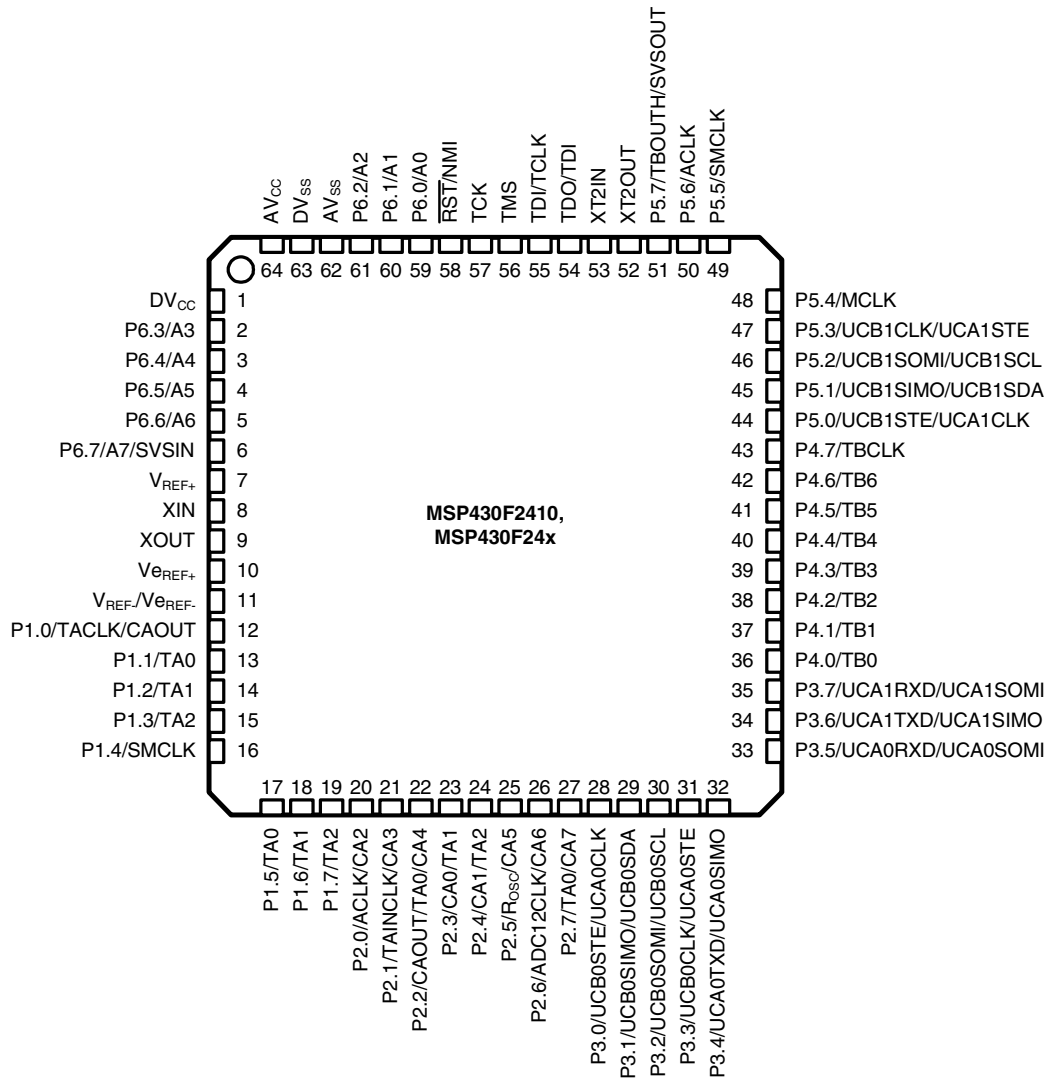 AVCC
DVSS
AVSS
P6.2/A2
P6.1/A1
P6.0/A0
RST/NMI
TCK
TMS
TDI/TCLK
TDO/TDI
XT2IN
XT2OUT
P5.7/TBOUTH/SVSOUT
P5.6/ACLK
P5.5/SMCLK
64 63 62 61 60 59 58 57 56 55 54 53 52 51 50 49
DVCC 1
P6.3/A3 2
P6.4/A4 3
P6.5/A5 4
P6.6/A6 5
P6.7/A7/SVSIN 6
VREF+ 7
XIN 8
XOUT 9
VeREF+ 10
VREF-/VeREF- 11
P1.0/TACLK/CAOUT 12
P1.1/TA0 13
P1.2/TA1 14
P1.3/TA2 15
P1.4/SMCLK 16
MSP430F2410,
MSP430F24x
48 P5.4/MCLK
47 P5.3/UCB1CLK/UCA1STE
46 P5.2/UCB1SOMI/UCB1SCL
45 P5.1/UCB1SIMO/UCB1SDA
44 P5.0/UCB1STE/UCA1CLK
43 P4.7/TBCLK
42 P4.6/TB6
41 P4.5/TB5
40 P4.4/TB4
39 P4.3/TB3
38 P4.2/TB2
37 P4.1/TB1
36 P4.0/TB0
35 P3.7/UCA1RXD/UCA1SOMI
34 P3.6/UCA1TXD/UCA1SIMO
33 P3.5/UCA0RXD/UCA0SOMI
17 18 19 20 21 22 23 24 25 26 27 28 29 30 31 32
P1.5/TA0
P1.6/TA1
P1.7/TA2
P2.0/ACLK/CA2
P2.1/TAINCLK/CA3
P2.2/CAOUT/TA0/CA4
P2.3/CA0/TA1
P2.4/CA1/TA2
P2.5/ROSC/CA5
P2.6/ADC12CLK/CA6
P2.7/TA0/CA7
P3.0/UCB0STE/UCA0CLK
P3.1/UCB0SIMO/UCB0SDA
P3.2/UCB0SOMI/UCB0SCL
P3.3/UCB0CLK/UCA0STE
P3.4/UCA0TXD/UCA0SIMO